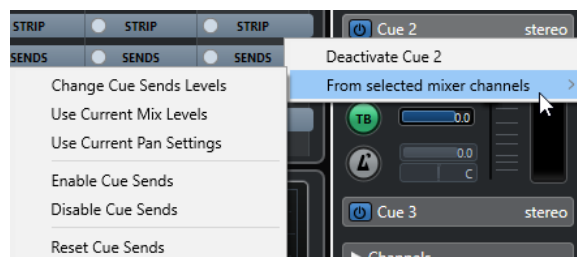 STRIP
STRIP
STRIP
SENDS
SENDS
SENDS
Cue 2
stereo
Deactivate Cue 2
From selected mixer channels
Change Cue Sends Levels
Use Current Mix Levels
Use Current Pan Settings
Enable Cue Sends
Disable Cue Sends
Reset Cue Sends
TB
0.0
0.0
C
Cue 3
stereo
Channels